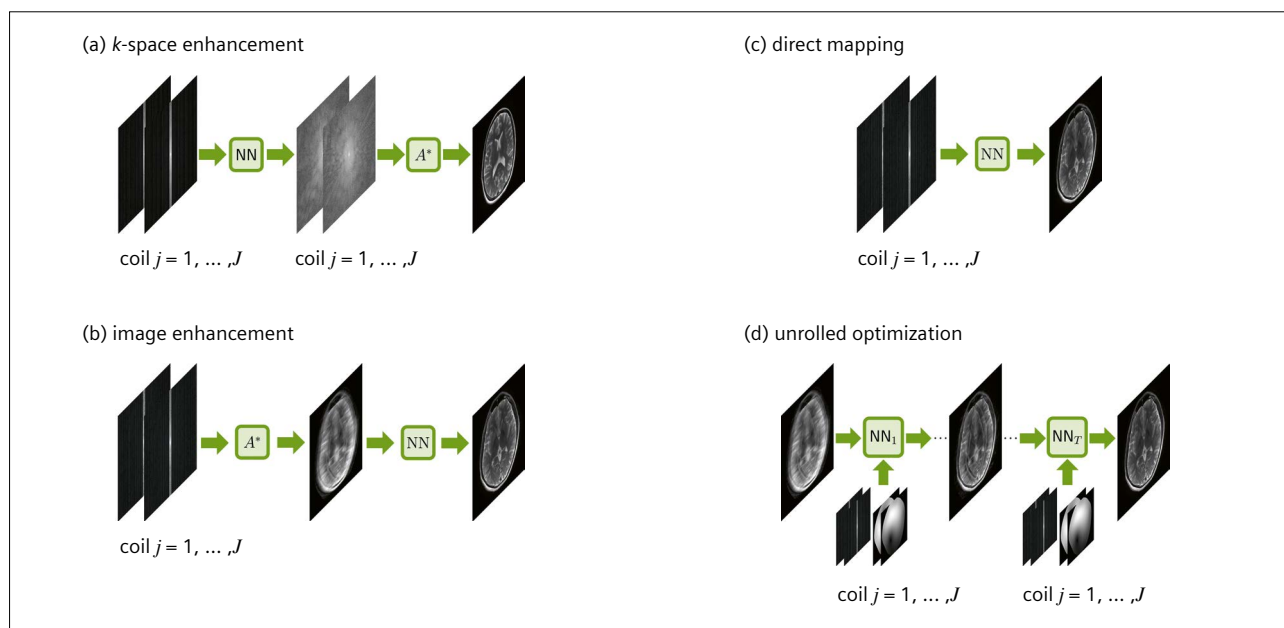 (a) k-space enhancement
NN
A*
coil j = 1, ... ,J
coil j = 1, ... ,J
(b) image enhancement
A*
NN
coil j = 1, ... ,J
(c) direct mapping
NN
coil j = 1, ... ,J
(d) unrolled optimization
NN₁
...
...
NN_T
coil j = 1, ... ,J
coil j = 1, ... ,J